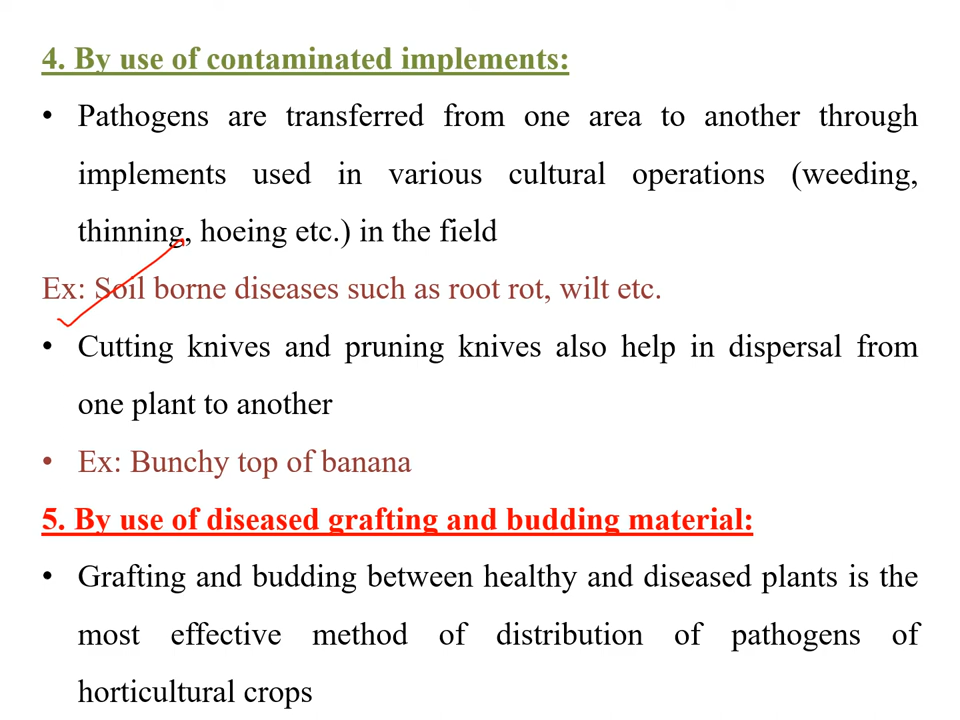 4. By use of contaminated implements:
• Pathogens are transferred from one area to another through
implements used in various cultural operations (weeding,
thinning, hoeing etc.) in the field
Ex: Soil borne diseases such as root rot, wilt etc.
• Cutting knives and pruning knives also help in dispersal from
one plant to another
• Ex: Bunchy top of banana
5. By use of diseased grafting and budding material:
• Grafting and budding between healthy and diseased plants is the
most effective method of distribution of pathogens of
horticultural crops